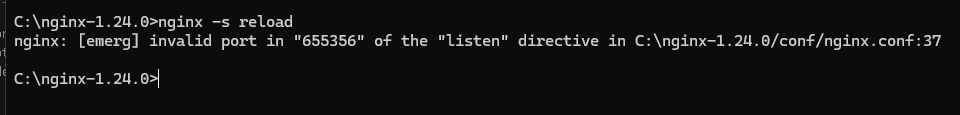 C:\nginx-1.24.0>nginx -s reload
nginx: [emerg] invalid port in "655356" of the "listen" directive in C:\nginx-1.24.0/conf/nginx.conf:37
C:\nginx-1.24.0>